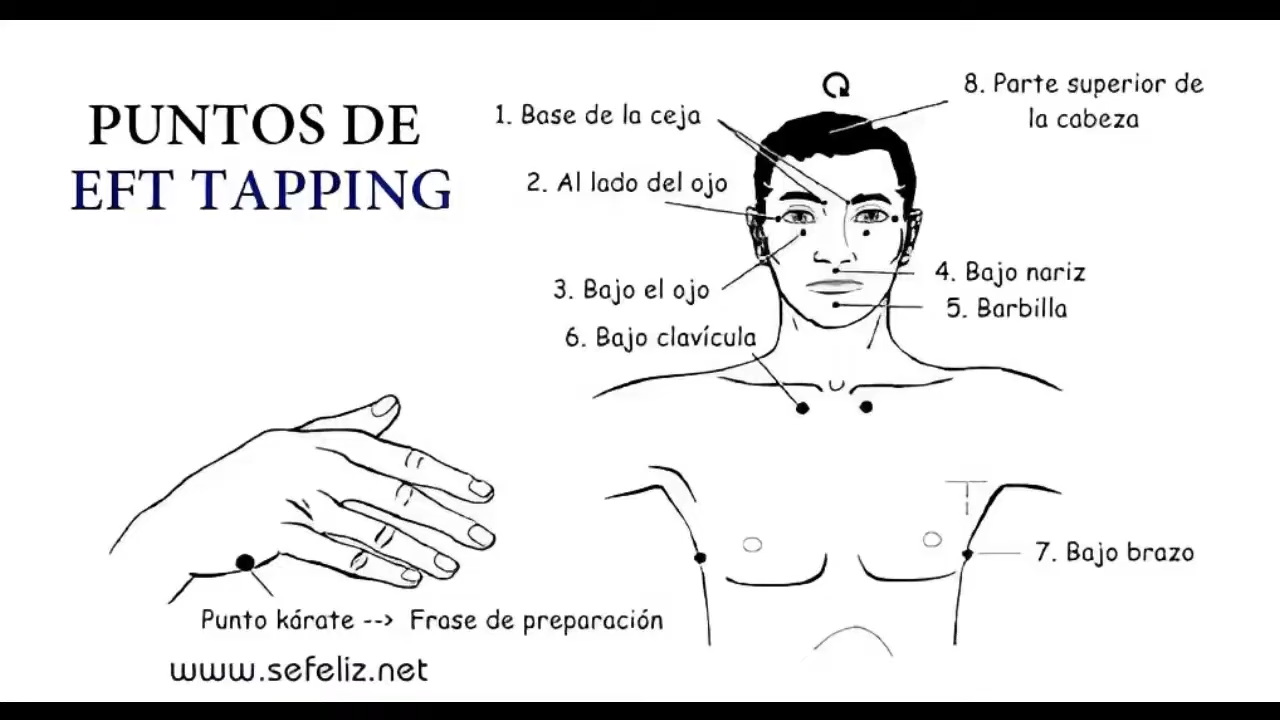 PUNTOS DE
EFT TAPPING
1. Base de la ceja
2. Al lado del ojo
3. Bajo el ojo
6. Bajo clavícula
8. Parte superior de
la cabeza
4. Bajo nariz
5. Barbilla
7. Bajo brazo
Punto kárate --> Frase de preparación
www.sefeliz.net